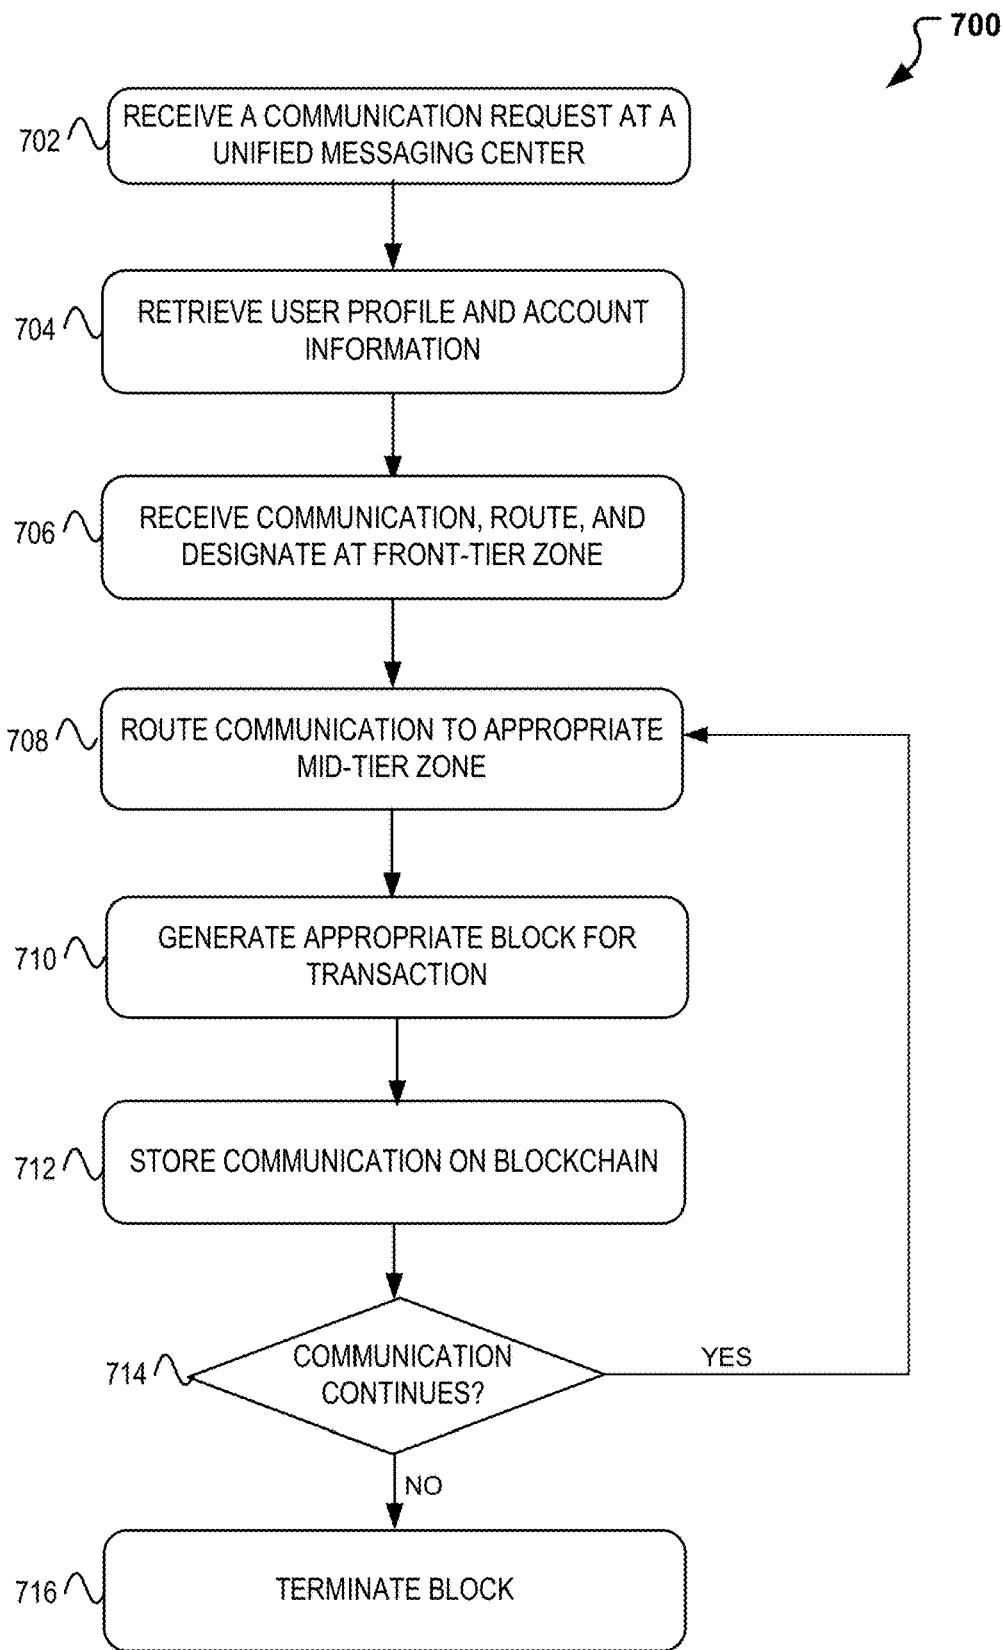 700
702
RECEIVE A COMMUNICATION REQUEST AT A
UNIFIED MESSAGING CENTER
704
RETRIEVE USER PROFILE AND ACCOUNT
INFORMATION
706
RECEIVE COMMUNICATION, ROUTE, AND
DESIGNATE AT FRONT-TIER ZONE
708
ROUTE COMMUNICATION TO APPROPRIATE
MID-TIER ZONE
710
GENERATE APPROPRIATE BLOCK FOR
TRANSACTION
712
STORE COMMUNICATION ON BLOCKCHAIN
714
COMMUNICATION
CONTINUES?
YES
NO
716
TERMINATE BLOCK